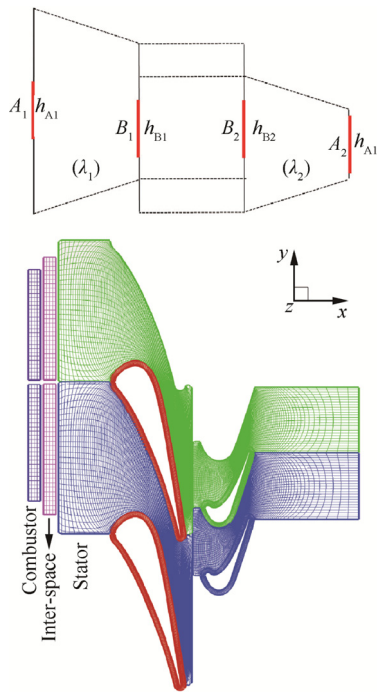 A1 hA1 B1 hB1 B2 hB2 A2 hA1
(λ1) (λ2)
y
z x
Combustor
Inter-space
Stator